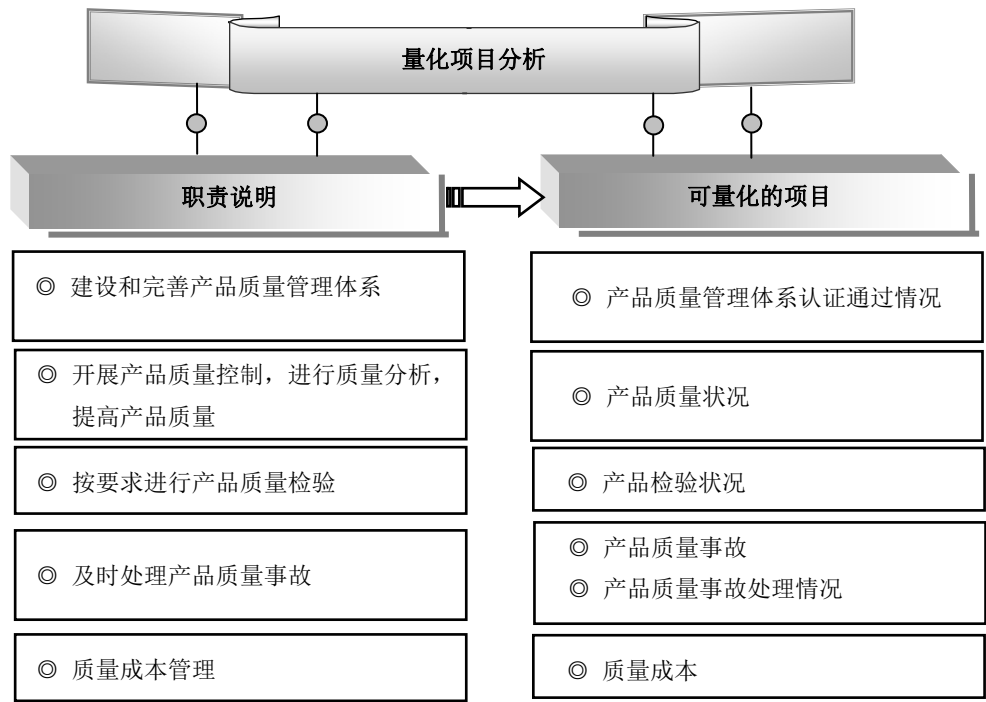 量化项目分析
职责说明
可量化的项目
◎ 建设和完善产品质量管理体系
◎ 产品质量管理体系认证通过情况
◎ 开展产品质量控制，进行质量分析，
提高产品质量
◎ 产品质量状况
◎ 按要求进行产品质量检验
◎ 产品检验状况
◎ 及时处理产品质量事故
◎ 产品质量事故
◎ 产品质量事故处理情况
◎ 质量成本管理
◎ 质量成本